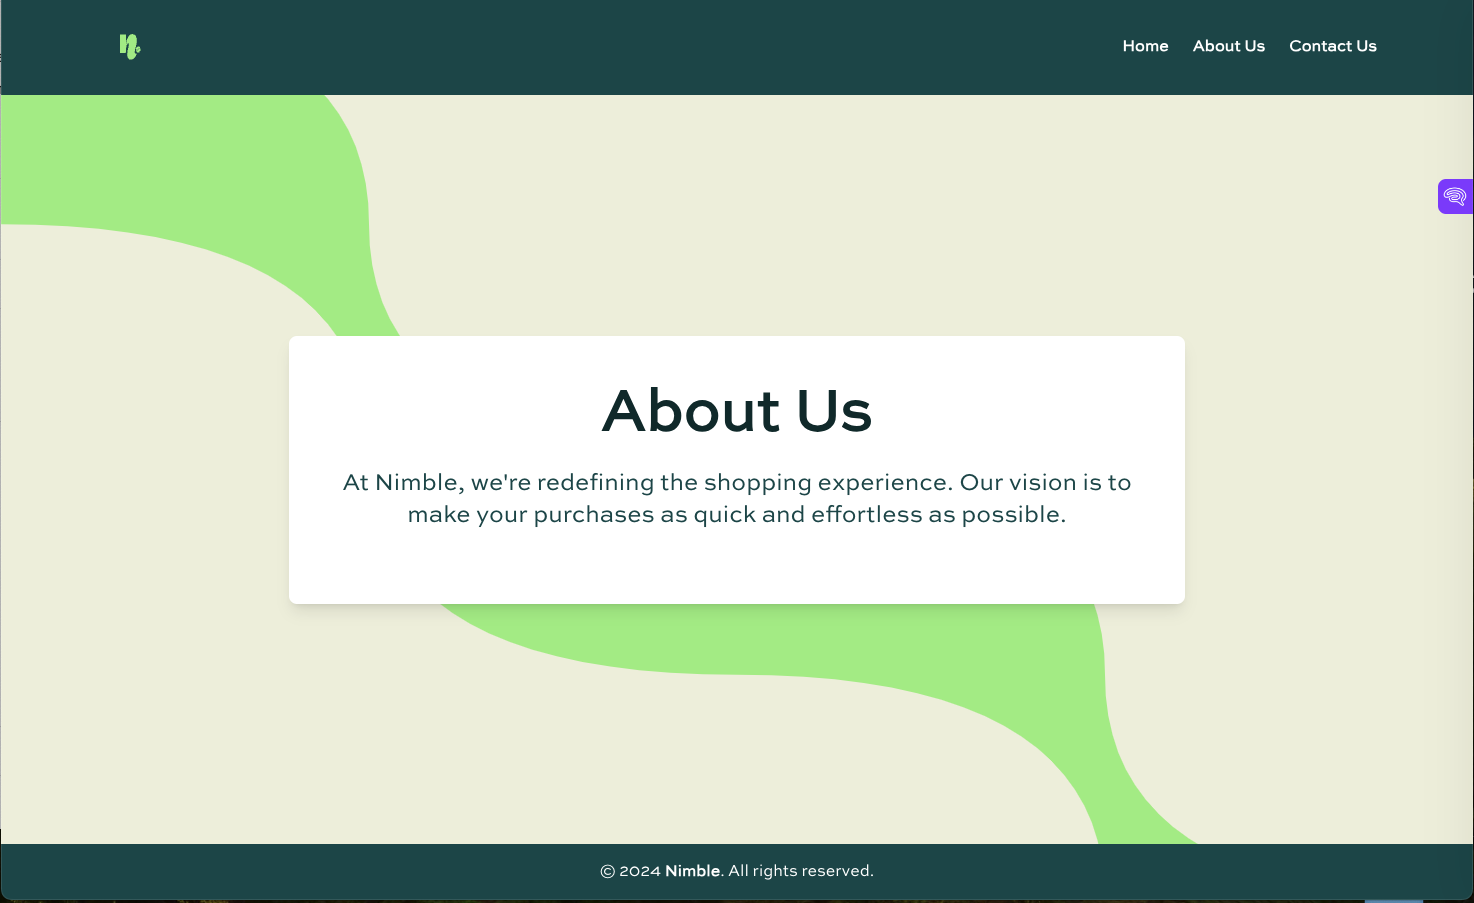 n.
Home About Us Contact Us
About Us
At Nimble, we're redefining the shopping experience. Our vision is to
make your purchases as quick and effortless as possible.
© 2024 Nimble. All rights reserved.